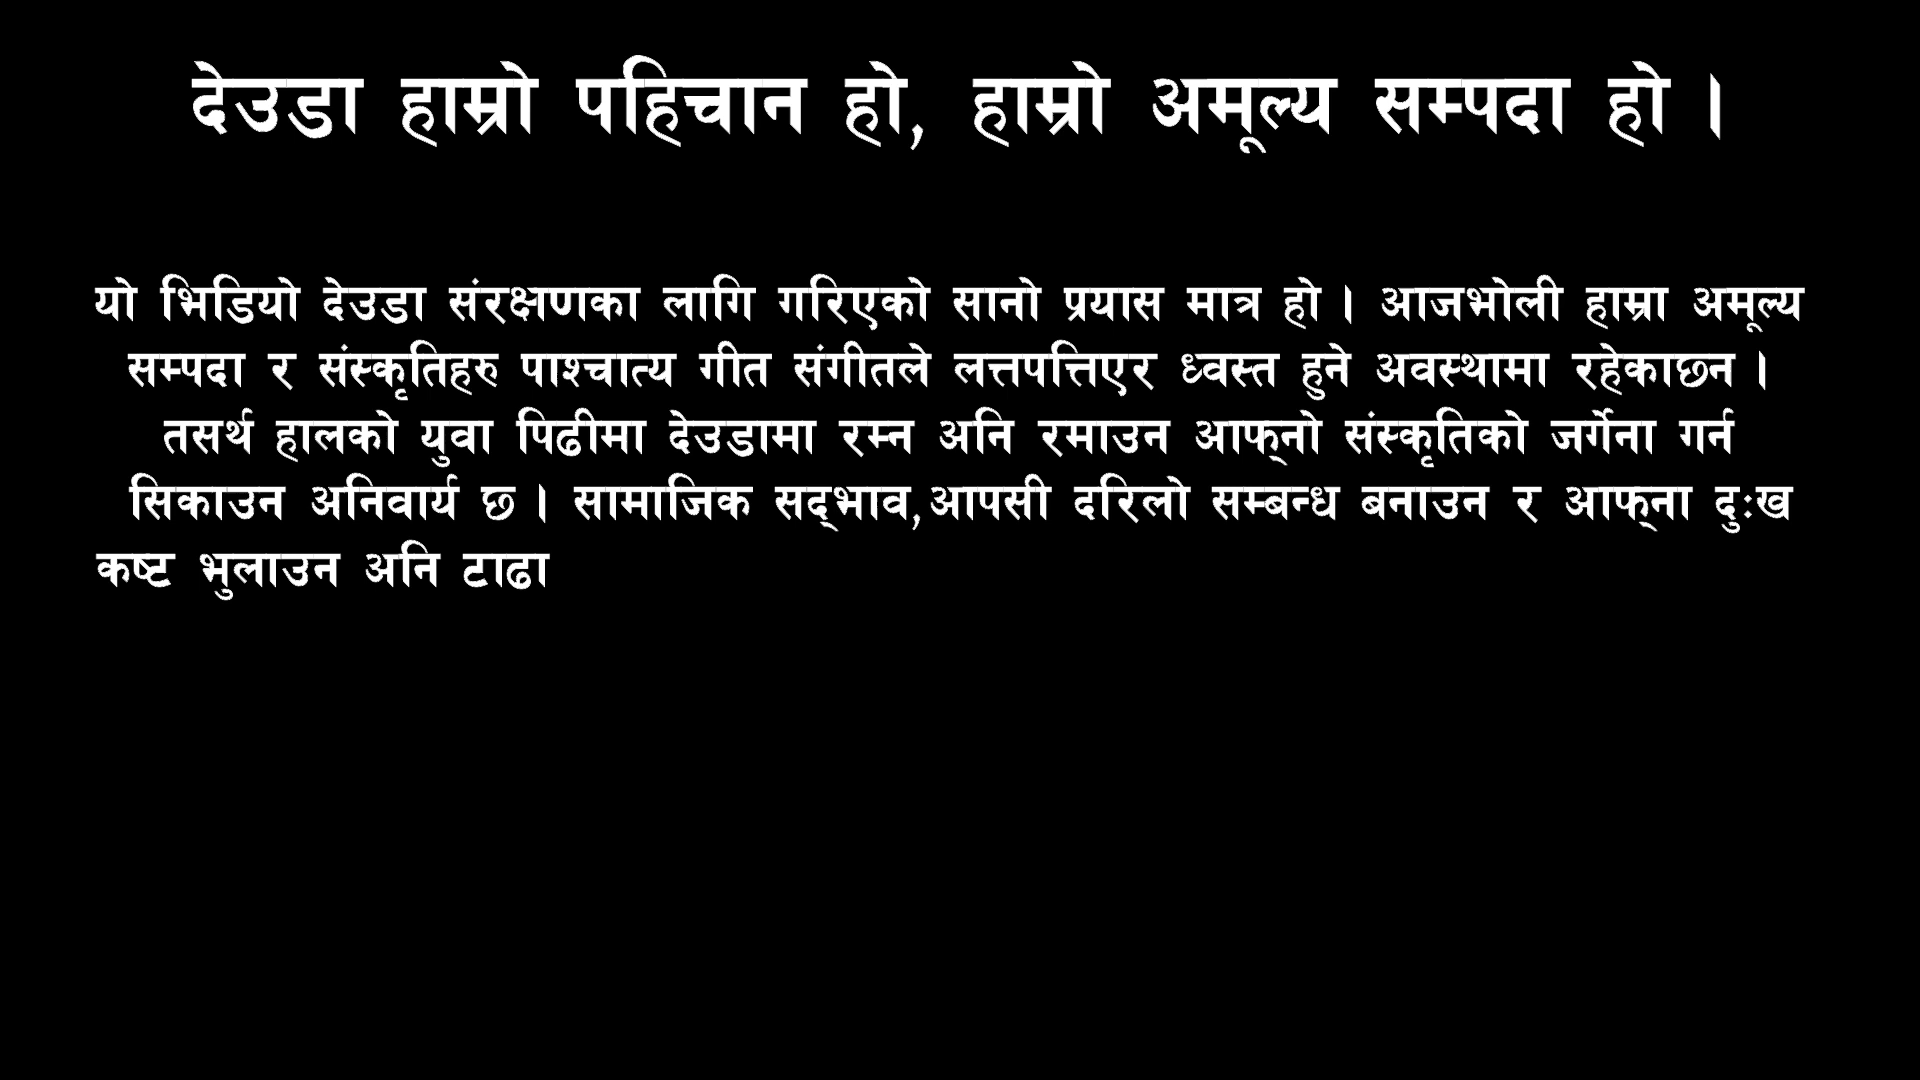 देउडा हाम्रो पहिचान हो, हाम्रो अमूल्य सम्पदा हो ।
यो भिडियो देउडा संरक्षणका लागि गरिएको सानो प्रयास मात्र हो । आजभोली हाम्रा अमूल्य
सम्पदा र संस्कृतिहरु पाश्चात्य गीत संगीतले लत्तपत्तिएर ध्वस्त हुने अवस्थामा रहेकाछन ।
तसर्थ हालको युवा पिढीमा देउडामा रम्न अनि रमाउन आफ्‌नो संस्कृतिको जर्गेना गर्न
सिकाउन अनिवार्य छ । सामाजिक सद्‌भाव,आपसी दरिलो सम्बन्ध बनाउन र आफ्‌ना दुःख
कष्ट भुलाउन अनि टाढा